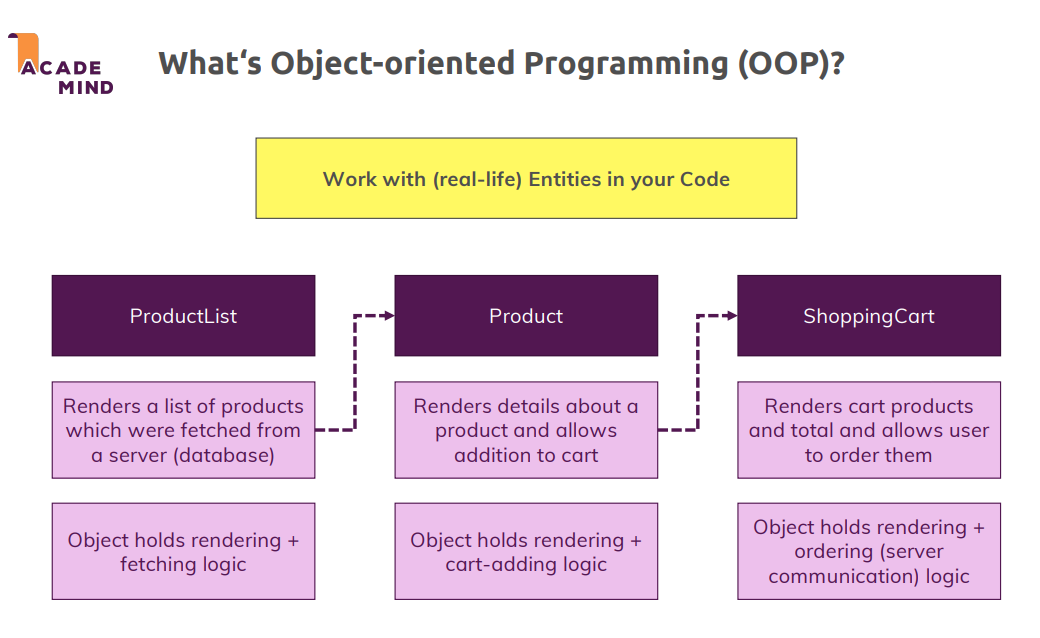 ACADE
MIND
What‘s Object-oriented Programming (OOP)?
Work with (real-life) Entities in your Code
ProductList
Renders a list of products
which were fetched from
a server (database)
Object holds rendering +
fetching logic
Product
Renders details about a
product and allows
addition to cart
Object holds rendering +
cart-adding logic
ShoppingCart
Renders cart products
and total and allows user
to order them
Object holds rendering +
ordering (server
communication) logic